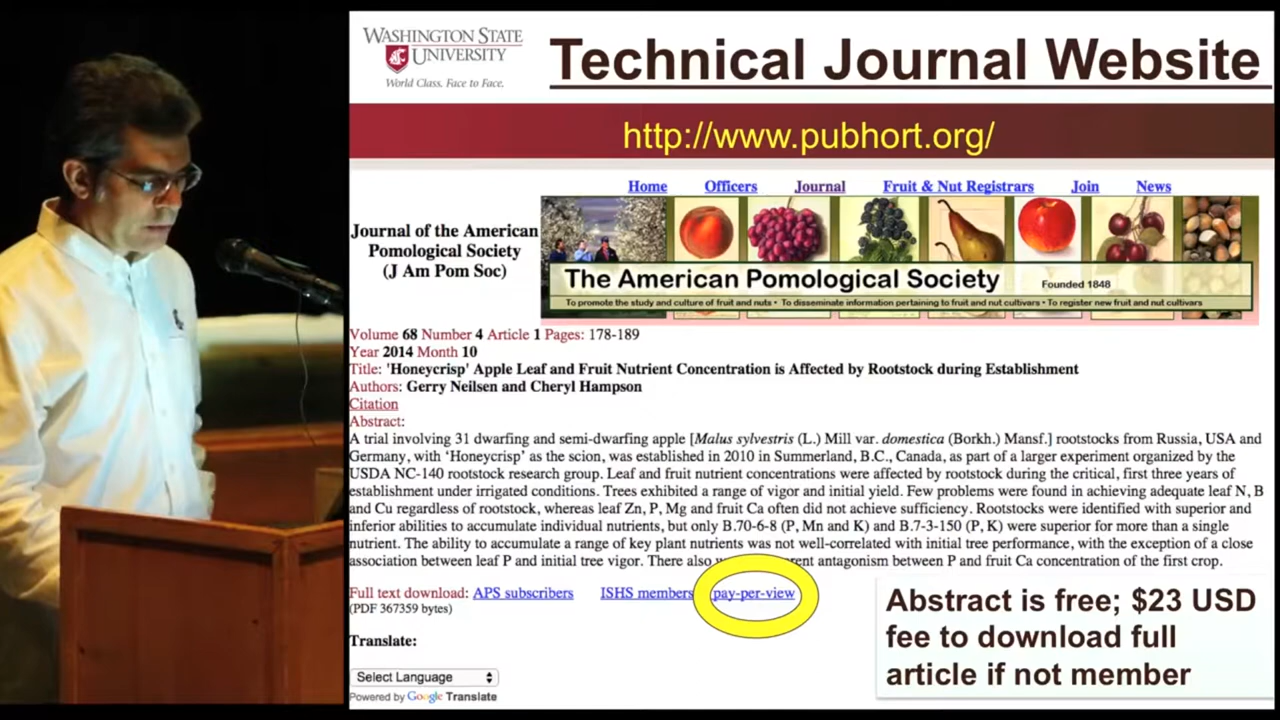 WASHINGTON STATE
UNIVERSITY
World Class. Face to Face.
Technical Journal Website
http://www.pubhort.org/
Home Officers Journal Fruit & Nut Registrars Join News
Journal of the American
Pomological Society
(J Am Pom Soc)
The American Pomological Society Founded 1848
To promote the study and culture of fruit and nuts • To disseminate information pertaining to fruit and nut cultivars • To register new fruit and nut cultivars
Volume 68 Number 4 Article 1 Pages: 178-189
Year 2014 Month 10
Title: 'Honeycrisp' Apple Leaf and Fruit Nutrient Concentration is Affected by Rootstock during Establishment
Authors: Gerry Neilsen and Cheryl Hampson
Citation
Abstract:
A trial involving 31 dwarfing and semi-dwarfing apple [Malus sylvestris (L.) Mill var. domestica (Borkh.) Mansf.] rootstocks from Russia, USA and
Germany, with ‘Honeycrisp’ as the scion, was established in 2010 in Summerland, B.C., Canada, as part of a larger experiment organized by the
USDA NC-140 rootstock research group. Leaf and fruit nutrient concentrations were affected by rootstock during the critical, first three years of
establishment under irrigated conditions. Trees exhibited a range of vigor and initial yield. Few problems were found in achieving adequate leaf N, B
and Cu regardless of rootstock, whereas leaf Zn, P, Mg and fruit Ca often did not achieve sufficiency. Rootstocks were identified with superior and
inferior abilities to accumulate individual nutrients, but only B.70-6-8 (P, Mn and K) and B.7-3-150 (P, K) were superior for more than a single
nutrient. The ability to accumulate a range of key plant nutrients was not well-correlated with initial tree performance, with the exception of a close
association between leaf P and initial tree vigor. There also antagonism between P and fruit Ca concentration of the first crop.
Full text download: APS subscribers ISHS members pay-per-view
(PDF 367359 bytes)
Translate:
Select Language
Powered by Google Translate
Abstract is free; $23 USD
fee to download full
article if not member